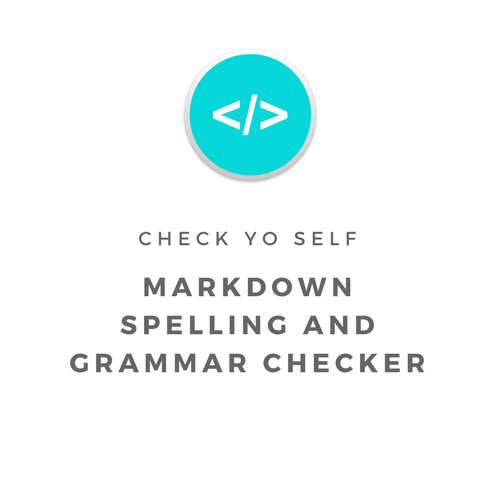 </>
CHECK YO SELF
MARKDOWN
SPELLING AND
GRAMMAR CHECKER